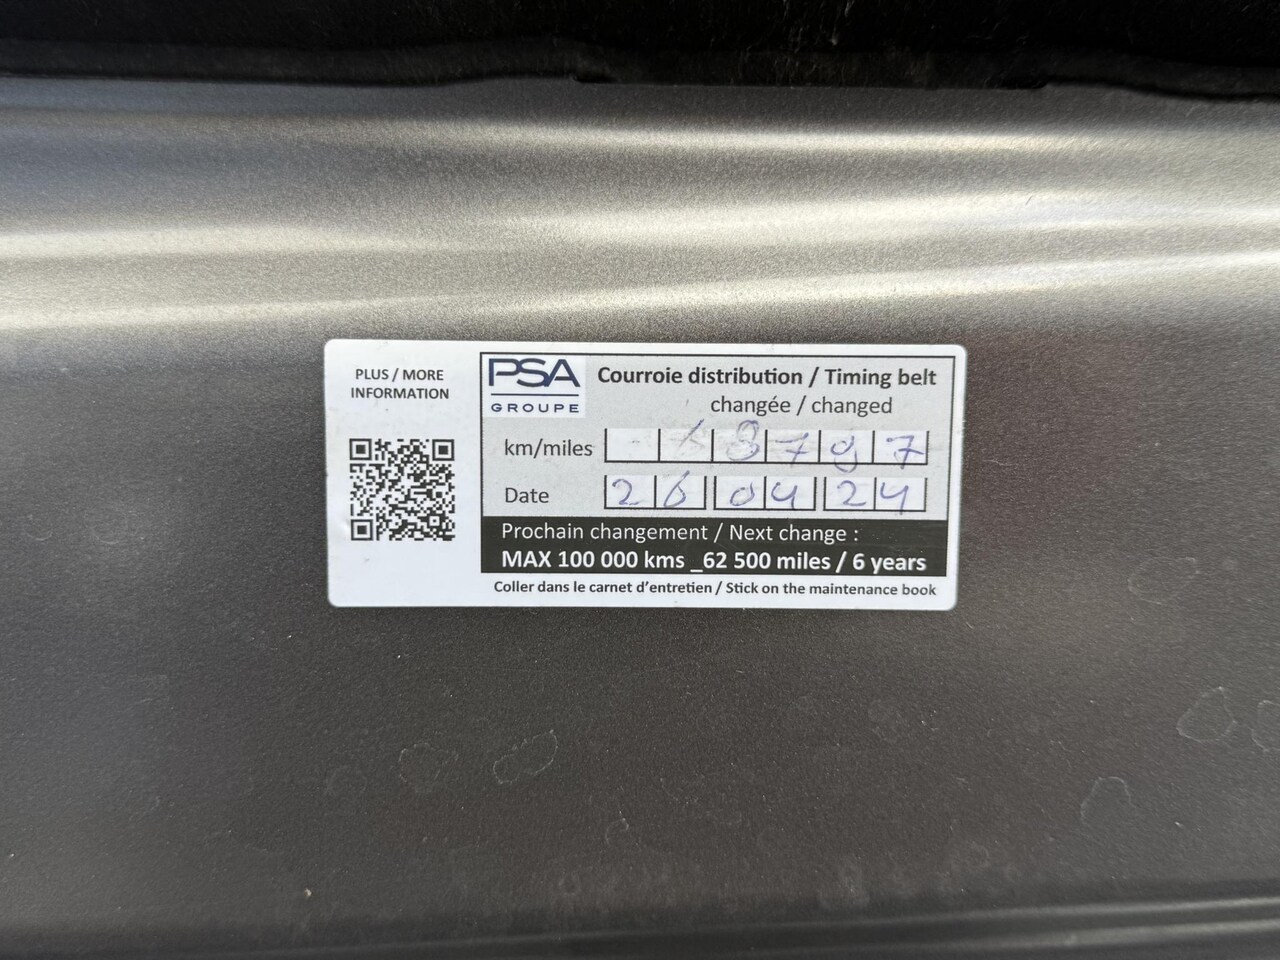 PLUS / MORE
INFORMATION
PSA
GROUPE
Courroie distribution / Timing belt
changée / changed
km/miles
Date 26 04 24
Prochain changement / Next change :
MAX 100 000 kms _62 500 miles / 6 years
Coller dans le carnet d'entretien / Stick on the maintenance book